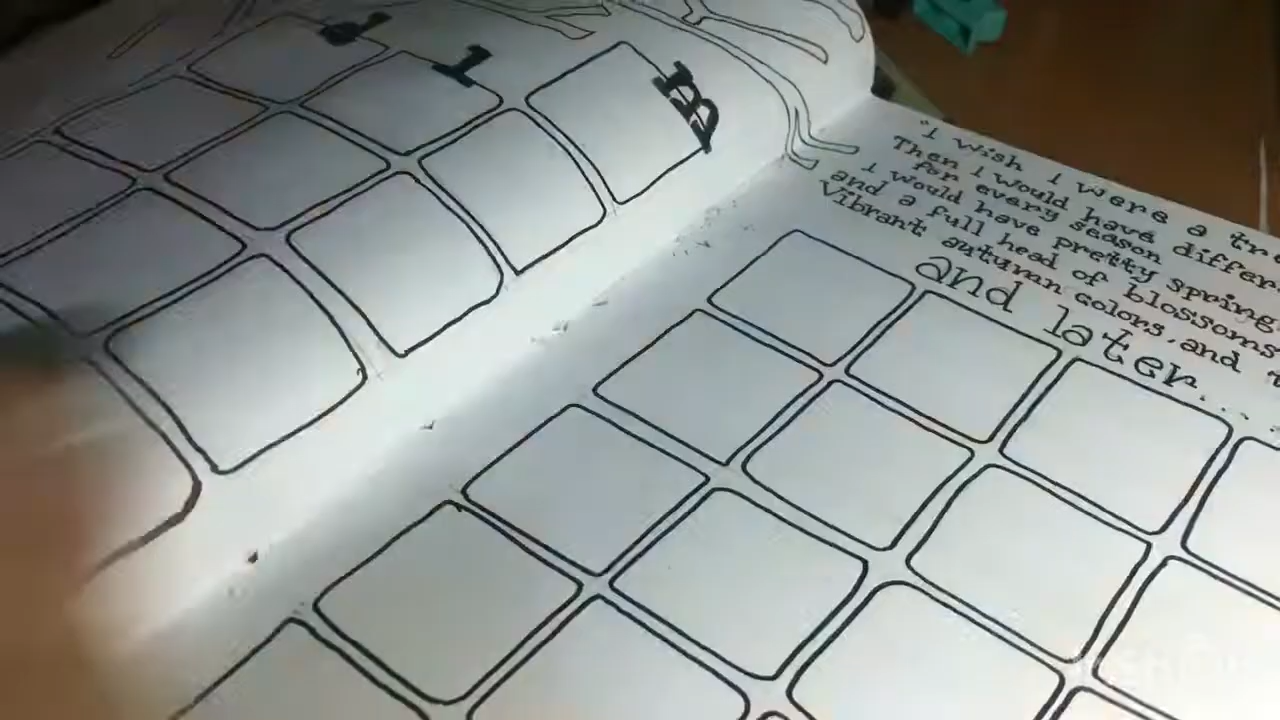 a
l
m
"I wish I were a tre
Then I would have differ
for every season
I would have pretty spring
and a full head of blossoms
Vibrant autumn colors, and t
and later...